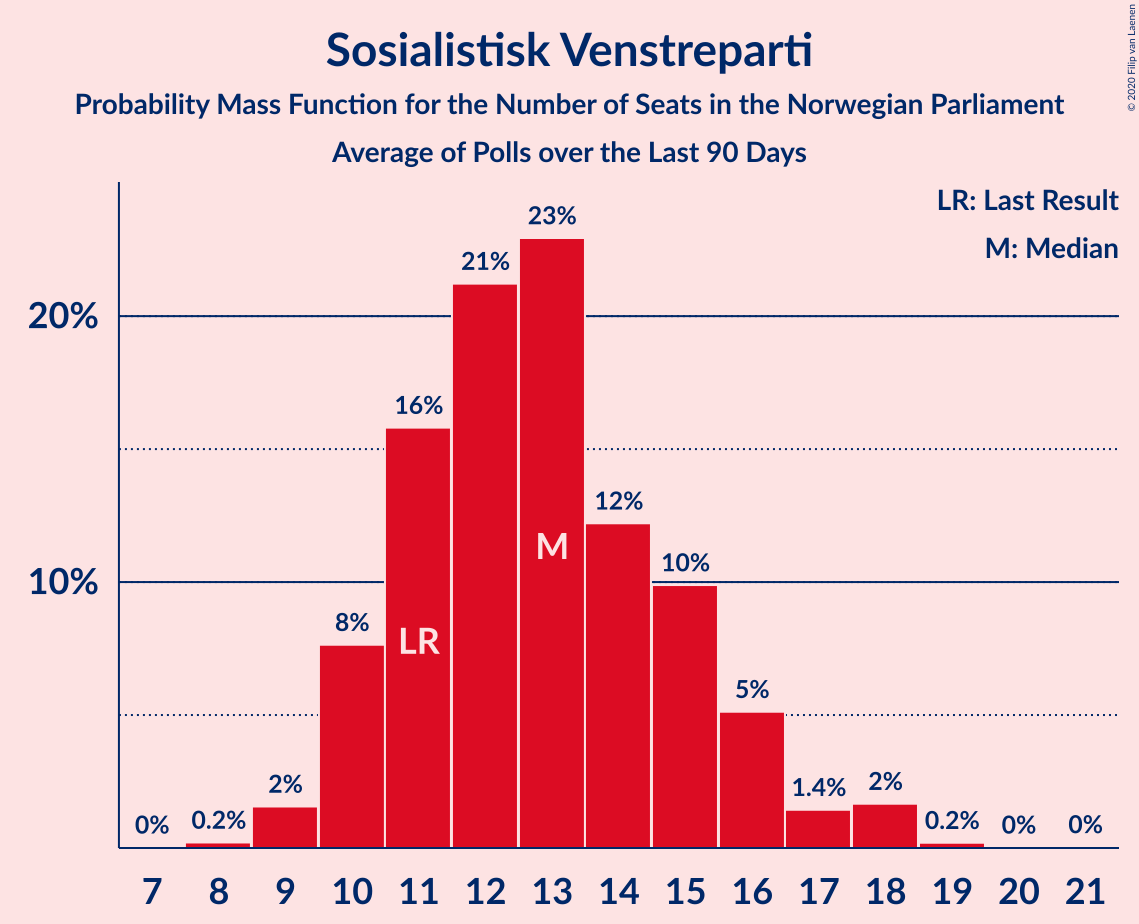 Sosialistisk Venstreparti
Probability Mass Function for the Number of Seats in the Norwegian Parliament
Average of Polls over the Last 90 Days
© 2020 Filip van Laenen
LR: Last Result
M: Median
20%
10%
0%
0.2%
2%
8%
16%
21%
23%
12%
10%
5%
1.4%
2%
0.2%
0%
0%
LR
M
7 8 9 10 11 12 13 14 15 16 17 18 19 20 21